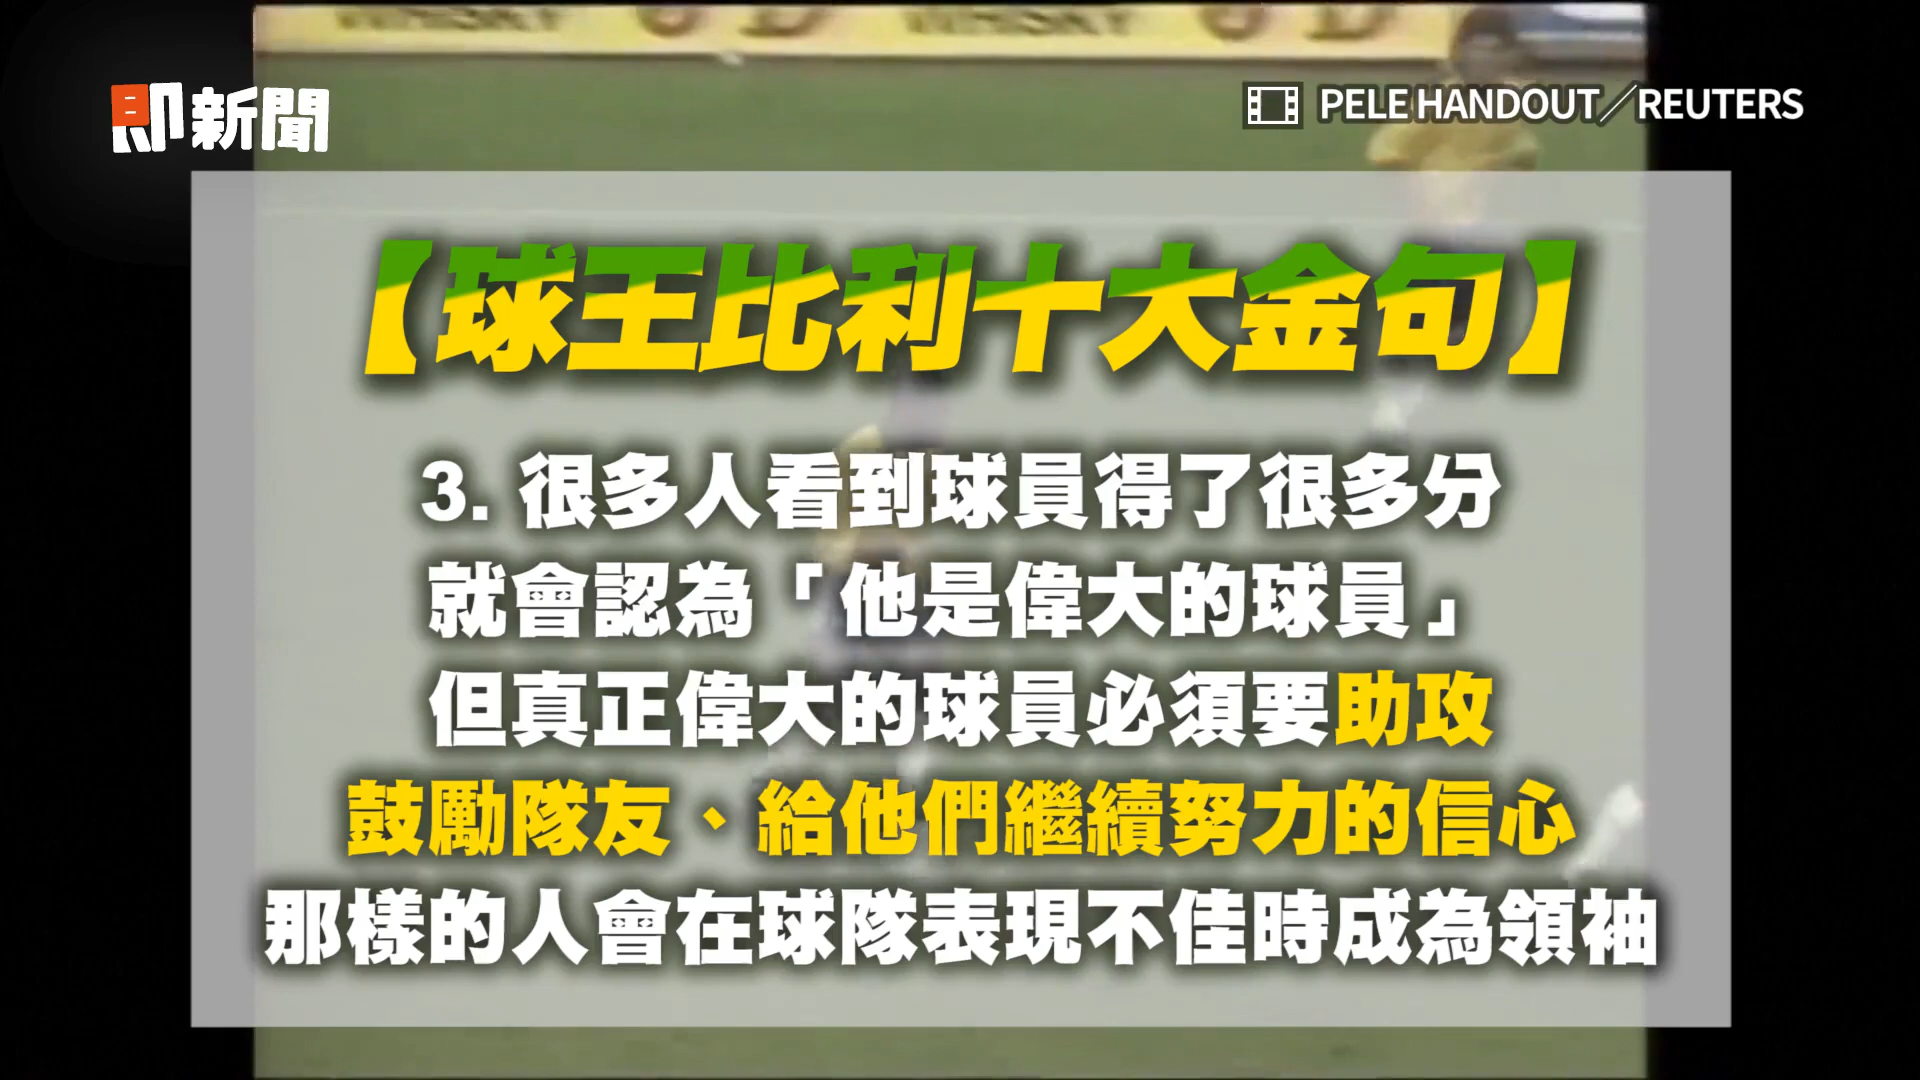 WHISKY
WHISKY
即新聞
PELE HANDOUT／REUTERS
【球王比利十大金句】
3. 很多人看到球員得了很多分
就會認為「他是偉大的球員」
但真正偉大的球員必須要助攻
鼓勵隊友、給他們繼續努力的信心
那樣的人會在球隊表現不佳時成為領袖